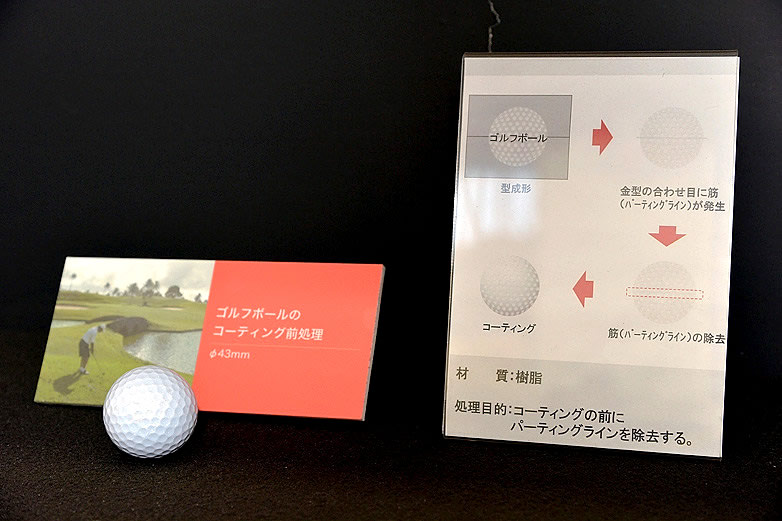 ゴルフボールの
コーティング前処理
φ43mm
ゴルフボール
型成形
金型の合わせ目に筋
(パーティングライン)が発生
筋(パーティングライン)の除去
コーティング
材　質：樹脂
処理目的：コーティングの前に
パーティングラインを除去する。